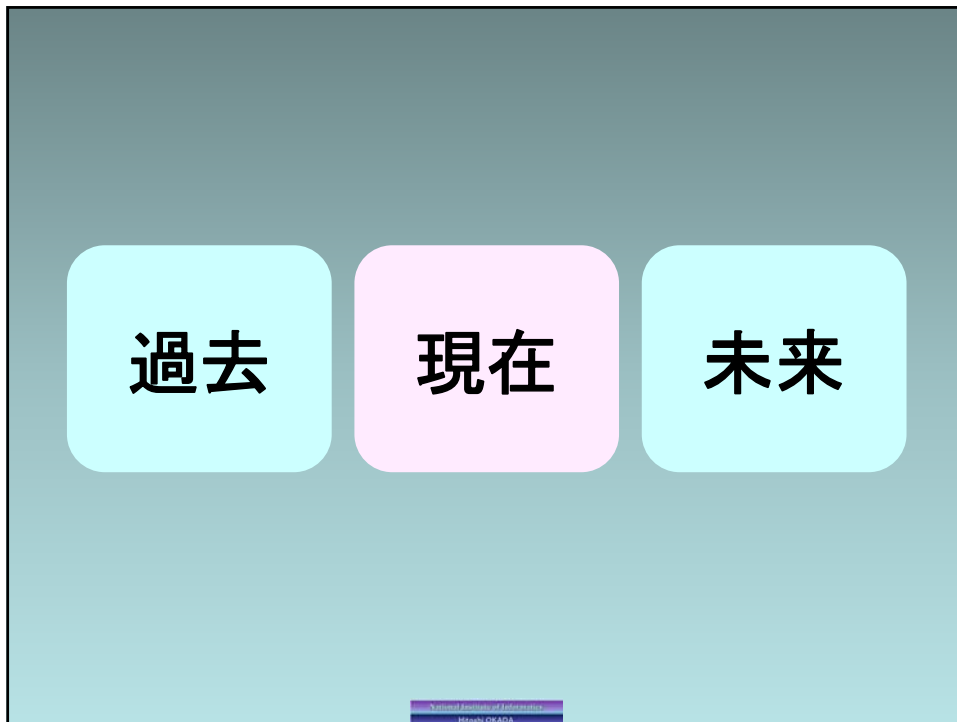 過去
現在
未来
National Institute of Informatics
Hitoshi OKADA